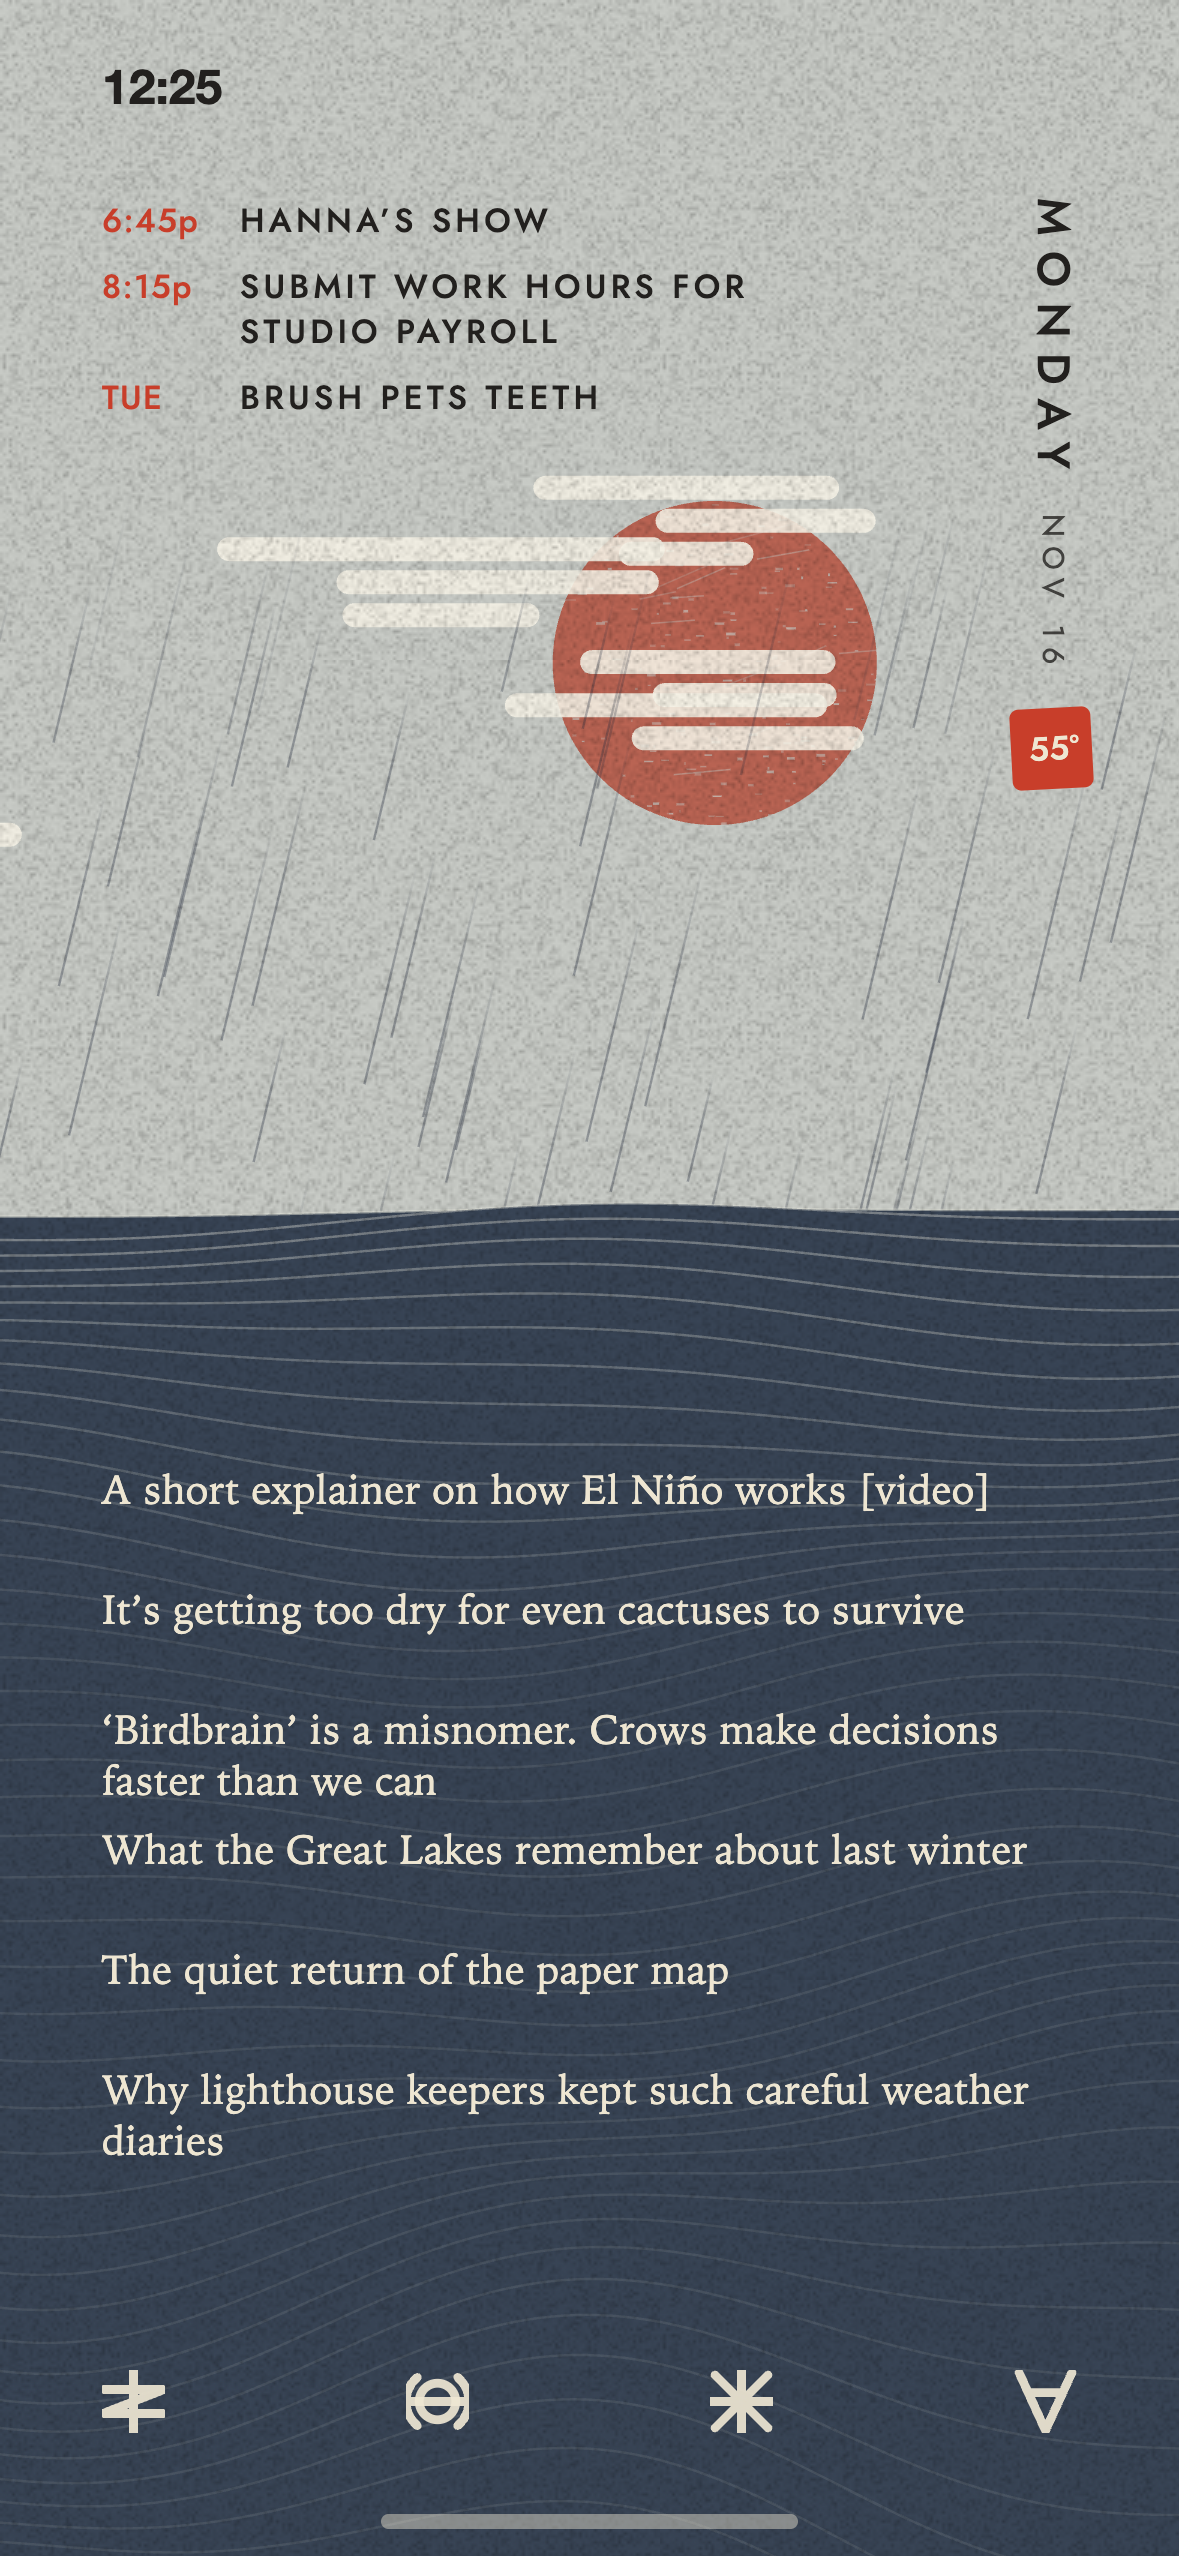 12:25
6:45p HANNA’S SHOW
8:15p SUBMIT WORK HOURS FOR
STUDIO PAYROLL
TUE BRUSH PETS TEETH
MONDAY NOV 16
55°
A short explainer on how El Niño works [video]
It’s getting too dry for even cactuses to survive
‘Birdbrain’ is a misnomer. Crows make decisions
faster than we can
What the Great Lakes remember about last winter
The quiet return of the paper map
Why lighthouse keepers kept such careful weather
diaries